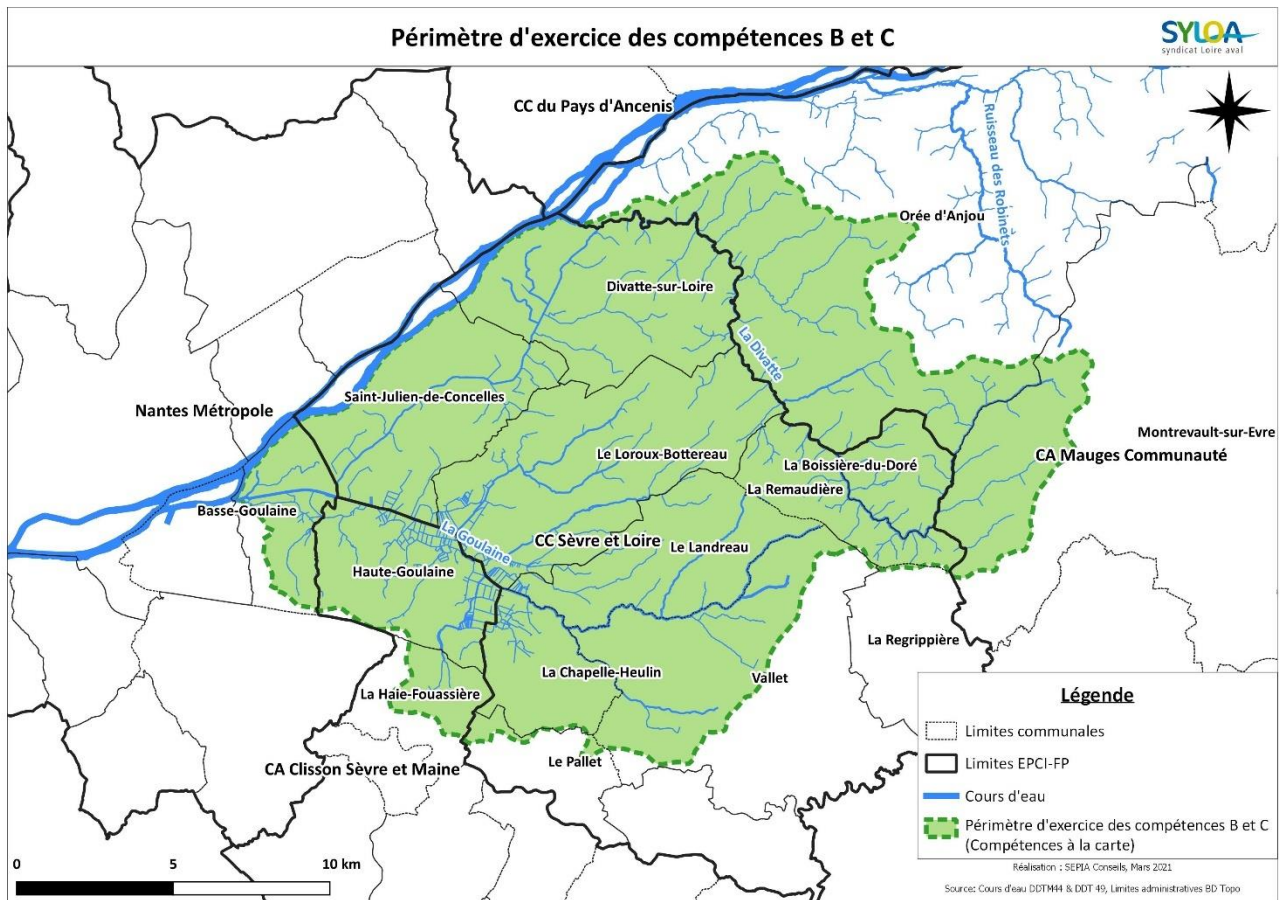 Périmètre d'exercice des compétences B et C
SYLOA
syndicat Loire aval
CC du Pays d'Ancenis
Ruisseau des Robinets
Orée d'Anjou
Divatte-sur-Loire
La Divatte
Saint-Julien-de-Concelles
Nantes Métropole
Montrevault-sur-Evre
Le Loroux-Bottereau
CA Mauges Communauté
La Boissière-du-Doré
La Remaudière
Basse-Goulaine
La Goulaine
CC Sèvre et Loire
Le Landreau
Haute-Goulaine
La Regrippière
La Chapelle-Heulin
Vallet
La Haie-Fouassière
Le Pallet
CA Clisson Sèvre et Maine
Légende
Limites communales
Limites EPCI-FP
Cours d'eau
Périmètre d'exercice des compétences B et C
(Compétences à la carte)
0 5 10 km
Réalisation : SEPIA Conseils, Mars 2021
Source: Cours d'eau DDTM44 & DDT 49, Limites administratives BD Topo